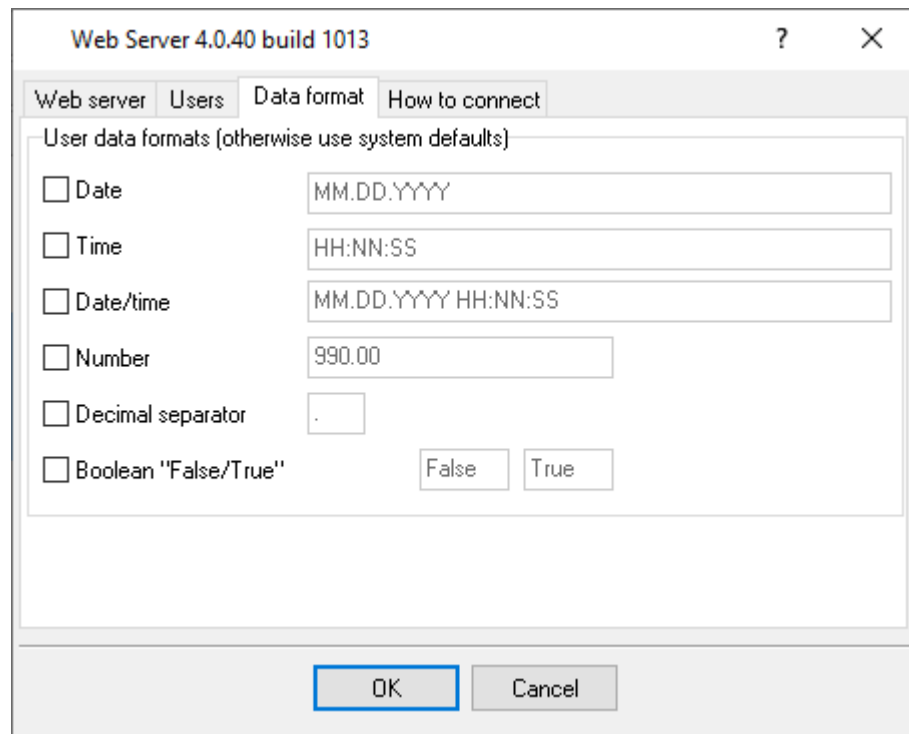 Web Server 4.0.40 build 1013 ?
Web server Users Data format How to connect
User data formats (otherwise use system defaults)
Date MM.DD.YYYY
Time HH:NN:SS
Date/time MM.DD.YYYY HH:NN:SS
Number 990.00
Decimal separator .
Boolean "False/True" False True
OK Cancel